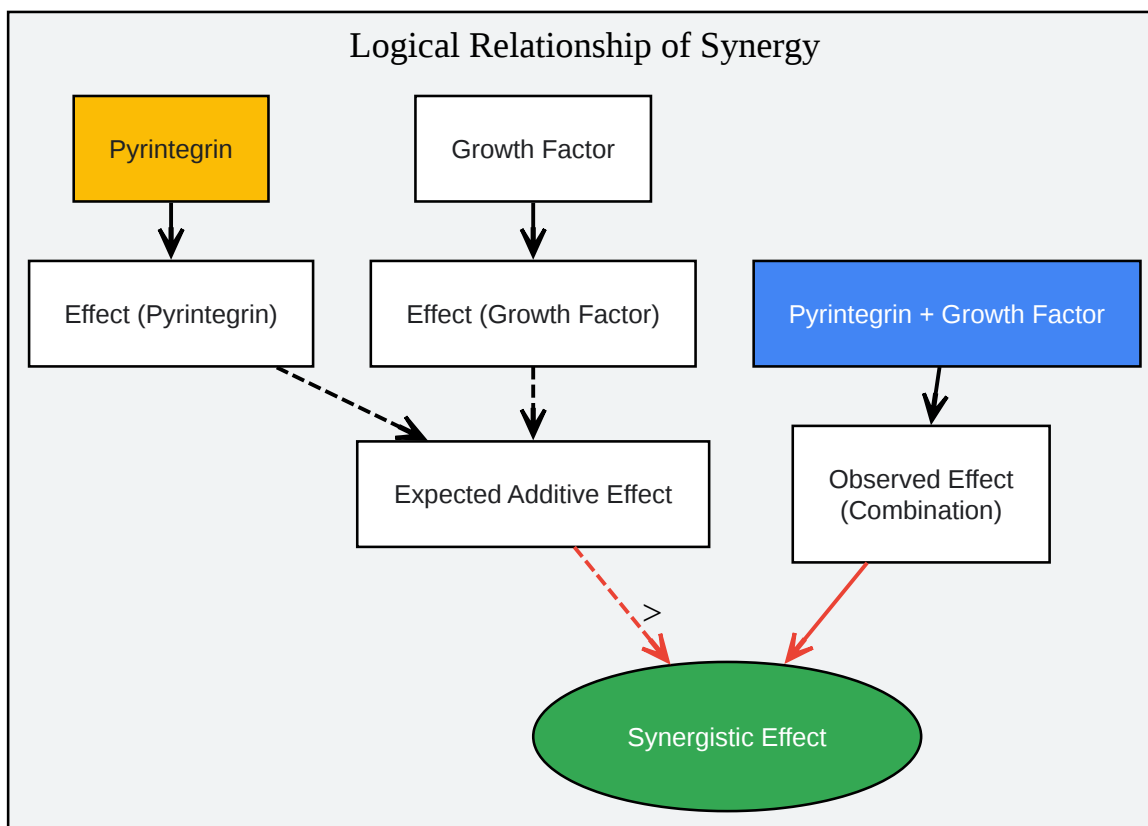 Logical Relationship of Synergy
Pyrintegrin
Growth Factor
Effect (Pyrintegrin)
Effect (Growth Factor)
Pyrintegrin + Growth Factor
Expected Additive Effect
Observed Effect
(Combination)
>
Synergistic Effect